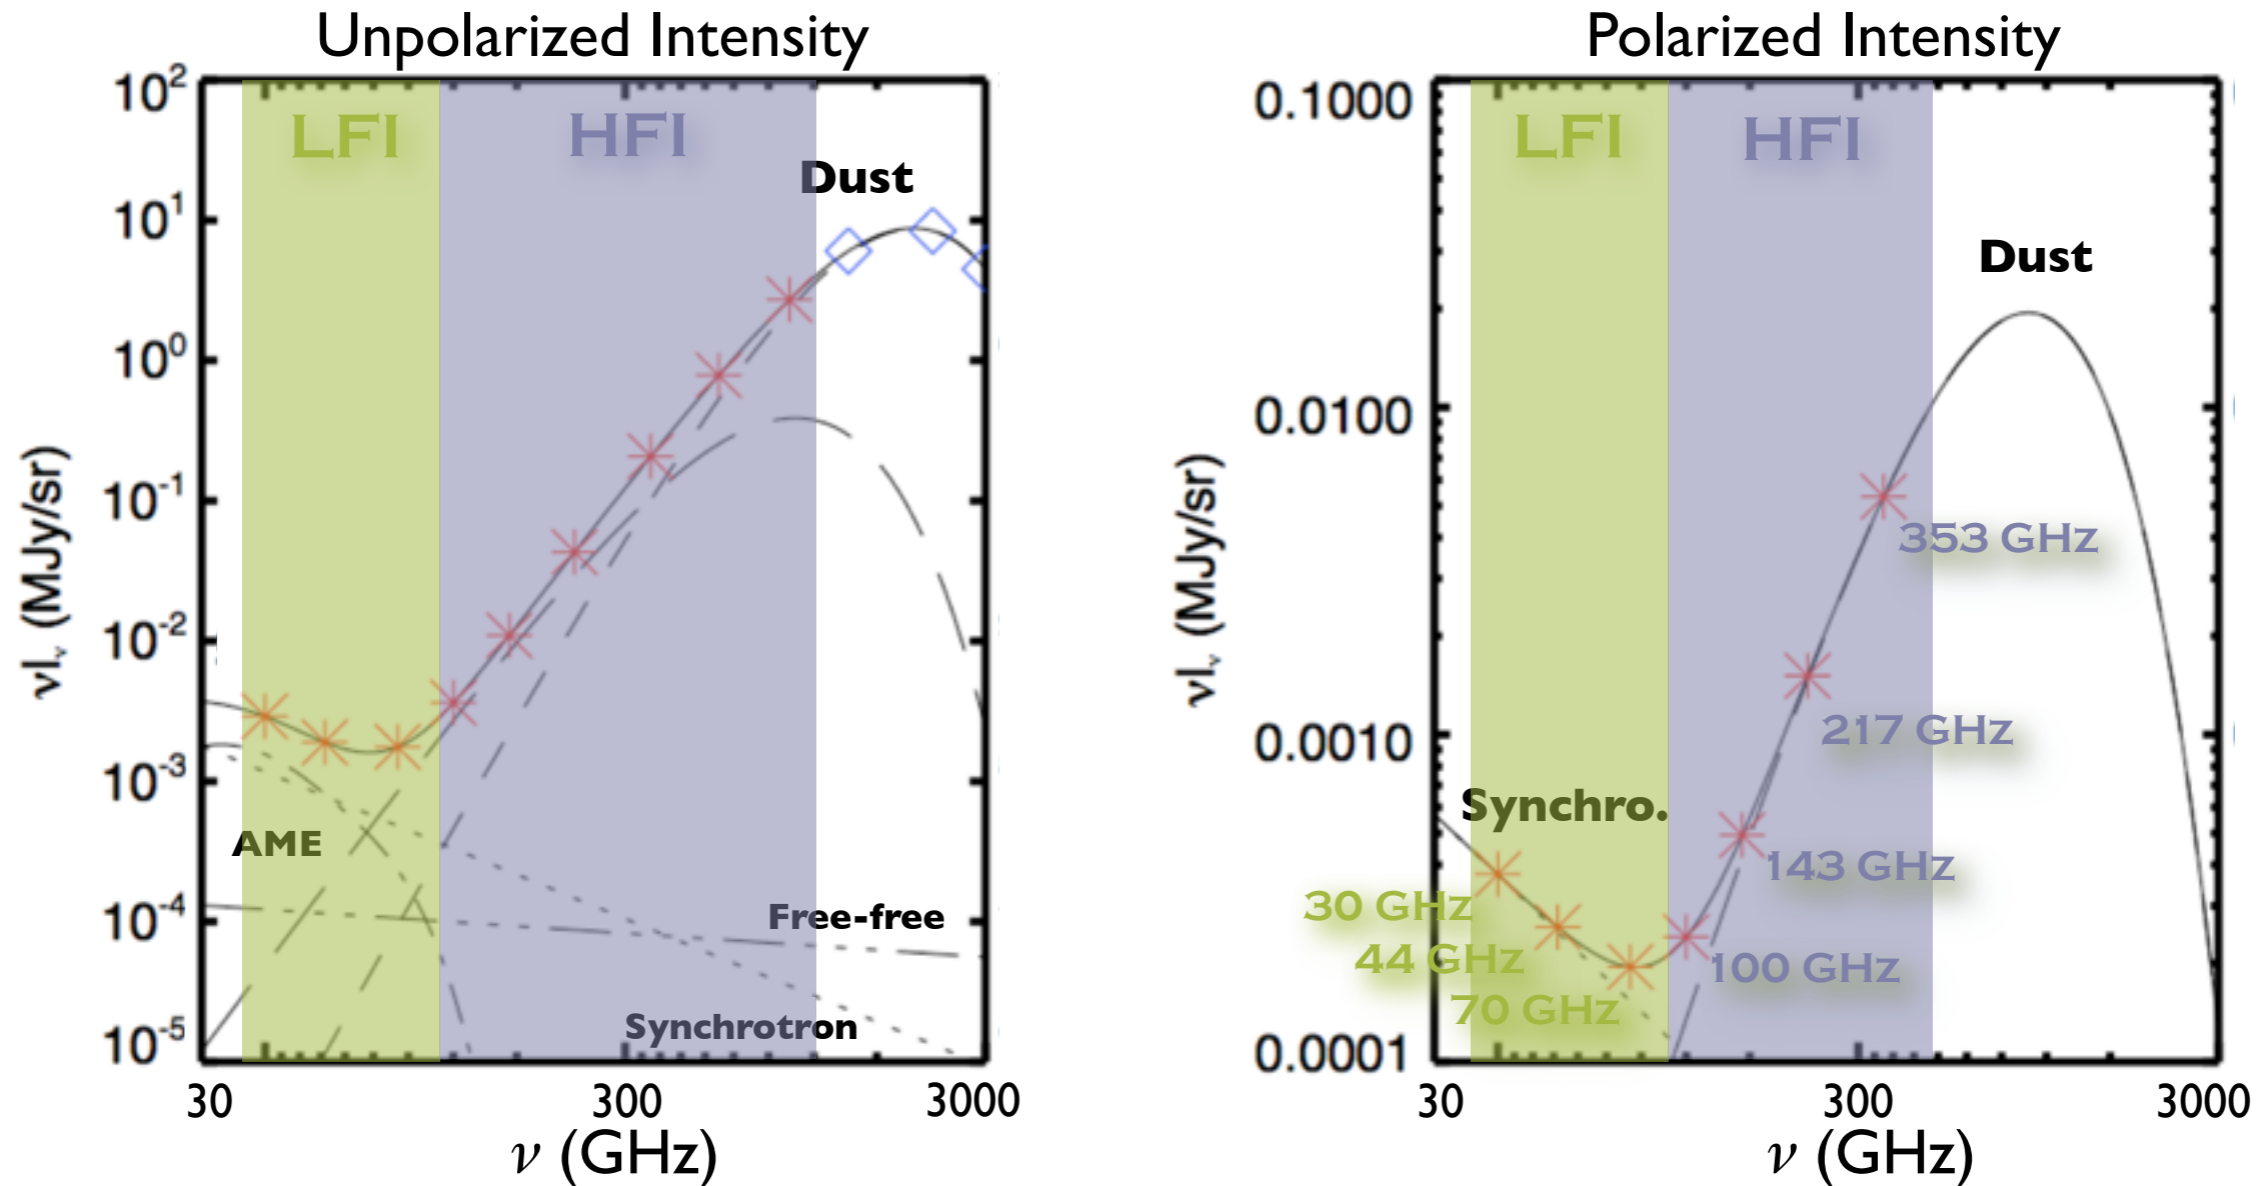 Unpolarized Intensity
10²
10¹
10⁰
10⁻¹
10⁻²
10⁻³
10⁻⁴
10⁻⁵
νIᵥ (MJy/sr)
LFI
HFI
Dust
AME
Free-free
Synchrotron
30
300
3000
ν (GHz)
Polarized Intensity
0.1000
0.0100
0.0010
0.0001
νIᵥ (MJy/sr)
LFI
HFI
Dust
353 GHz
217 GHz
Synchro.
143 GHz
30 GHz
44 GHz
100 GHz
70 GHz
30
300
3000
ν (GHz)